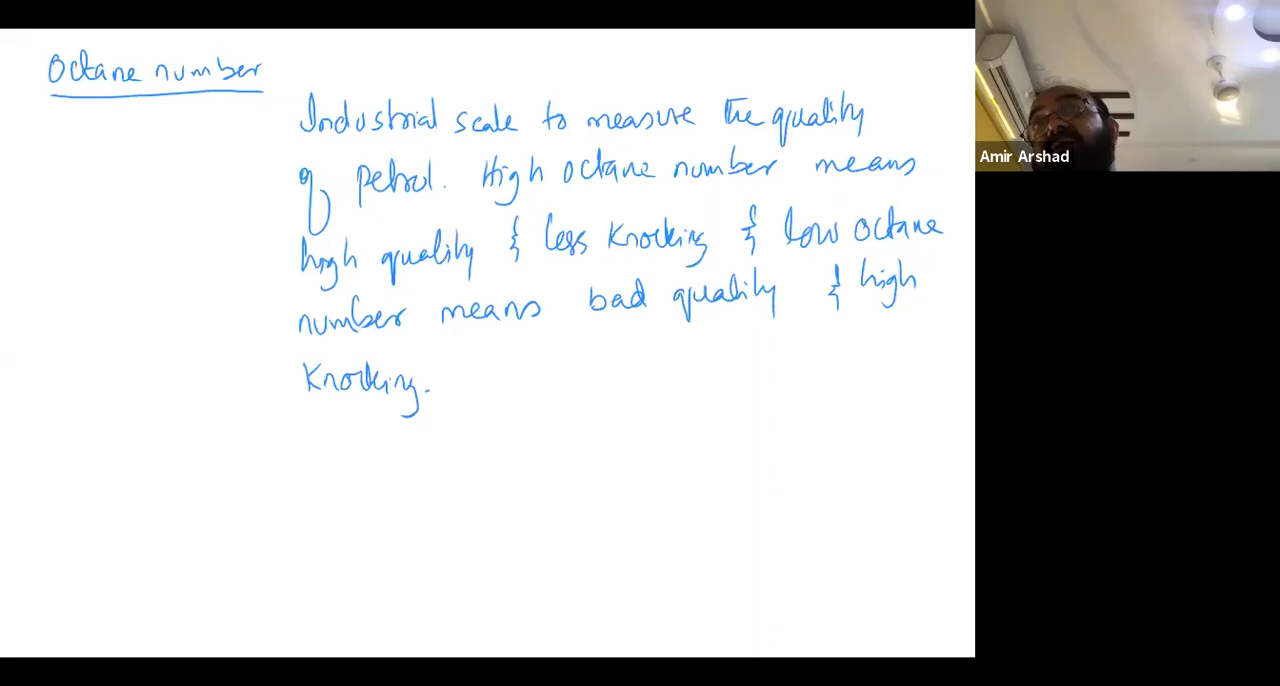 Octane number
Industrial scale to measure the quality
of petrol. High octane number means
high quality & less knocking & low octane
number means bad quality & high
knocking.
Amir Arshad